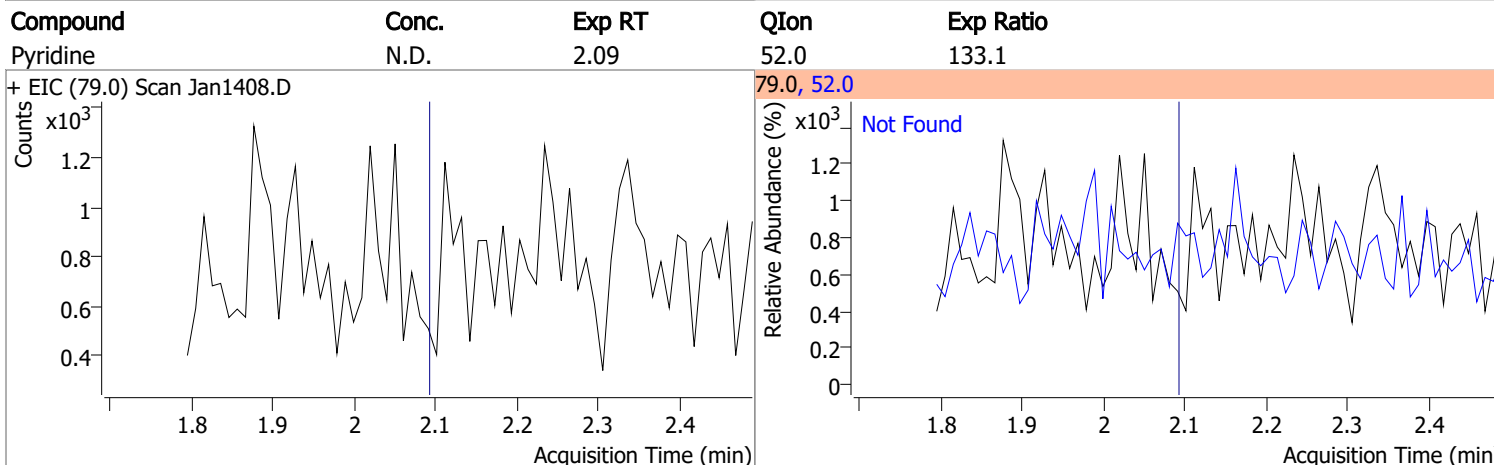 Compound Conc. Exp RT QIon Exp Ratio
Pyridine N.D. 2.09 52.0 133.1
+ EIC (79.0) Scan Jan1408.D
79.0, 52.0
Counts
x10³
1.2
1
0.8
0.6
0.4
1.8 1.9 2 2.1 2.2 2.3 2.4
Acquisition Time (min)
Relative Abundance (%)
x10³
Not Found
1.2
1
0.8
0.6
0.4
0.2
0
1.8 1.9 2 2.1 2.2 2.3 2.4
Acquisition Time (min